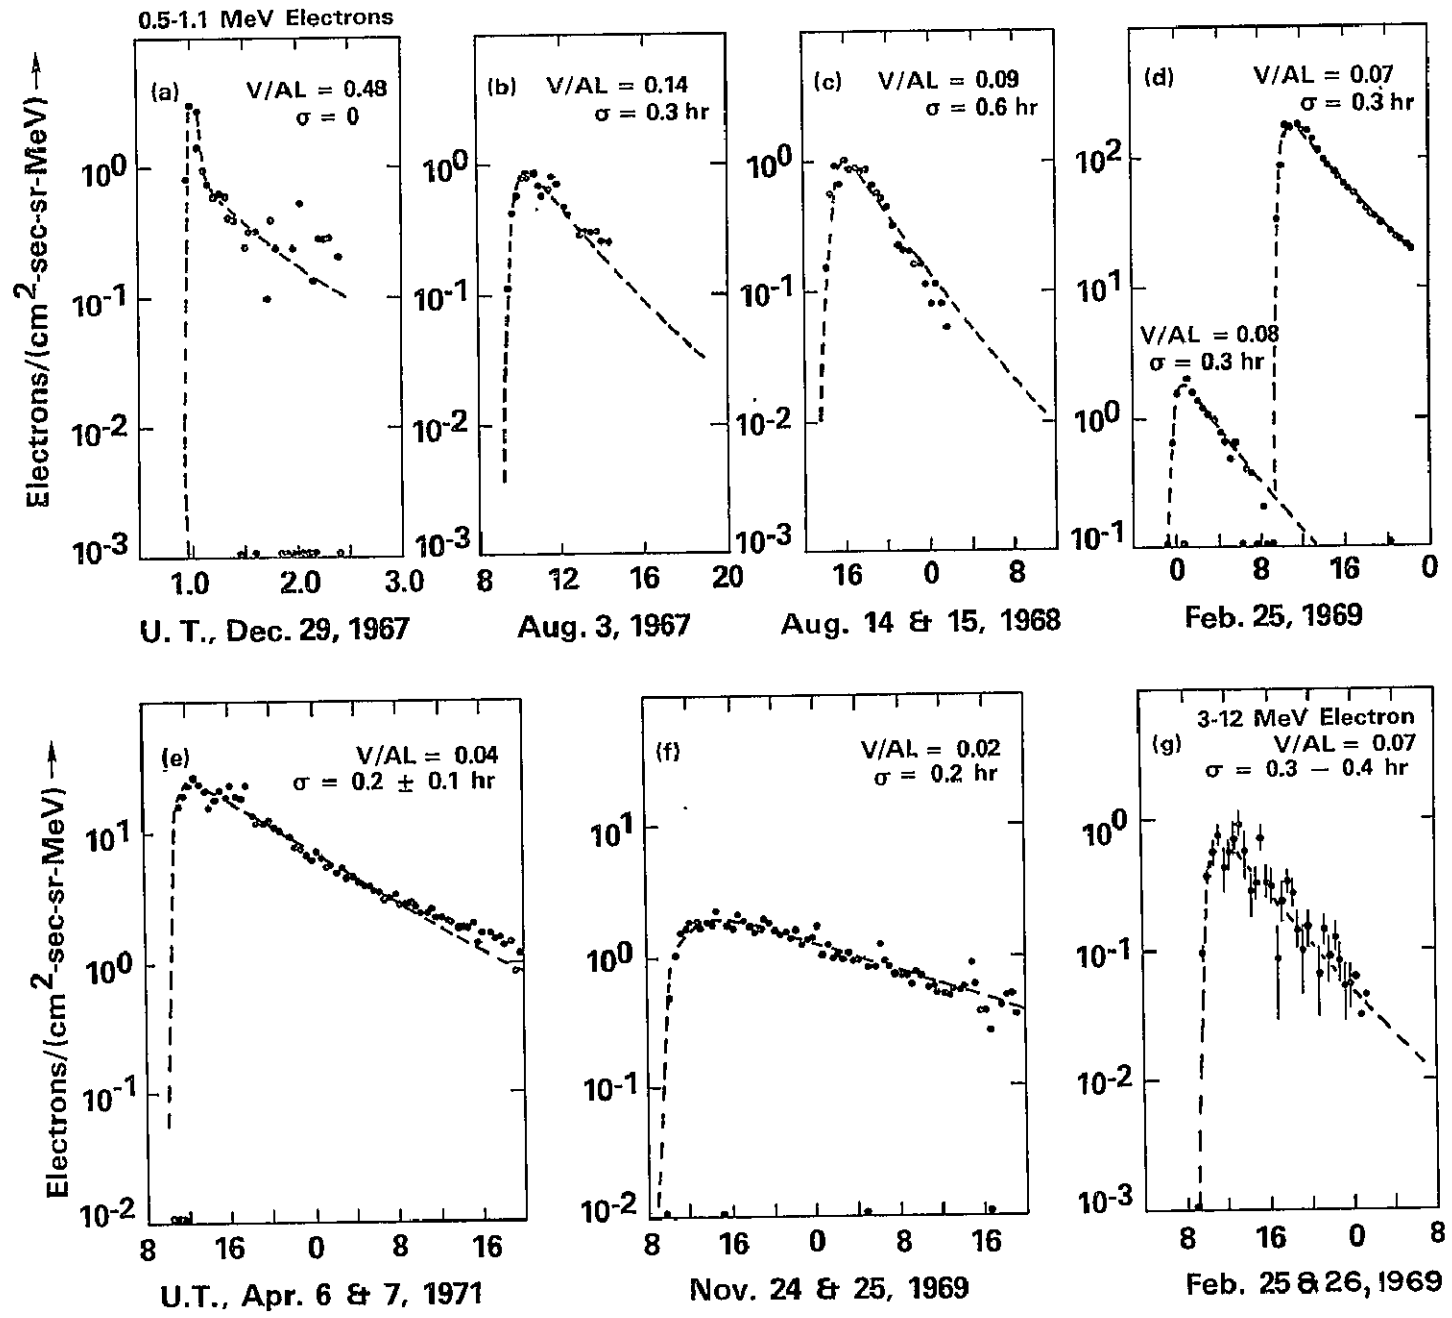 0.5-1.1 MeV Electrons
Electrons/(cm²-sec-sr-MeV) →
(a) V/AL = 0.48
σ = 0
10⁰
10⁻¹
10⁻²
10⁻³
1.0 2.0 3.0
U. T., Dec. 29, 1967
(b) V/AL = 0.14
σ = 0.3 hr
10⁰
10⁻¹
10⁻²
10⁻³
8 12 16 20
Aug. 3, 1967
(c) V/AL = 0.09
σ = 0.6 hr
10⁰
10⁻¹
10⁻²
10⁻³
16 0 8
Aug. 14 & 15, 1968
(d) V/AL = 0.07
σ = 0.3 hr
10²
10¹
V/AL = 0.08
σ = 0.3 hr
10⁰
10⁻¹
0 8 16 0
Feb. 25, 1969
Electrons/(cm²-sec-sr-MeV) →
(e) V/AL = 0.04
σ = 0.2 ± 0.1 hr
10¹
10⁰
10⁻¹
10⁻²
8 16 0 8 16
U.T., Apr. 6 & 7, 1971
(f) V/AL = 0.02
σ = 0.2 hr
10¹
10⁰
10⁻¹
10⁻²
8 16 0 8 16
Nov. 24 & 25, 1969
3-12 MeV Electron
(g) V/AL = 0.07
σ = 0.3 – 0.4 hr
10⁰
10⁻¹
10⁻²
10⁻³
8 16 0 8
Feb. 25 & 26, 1969